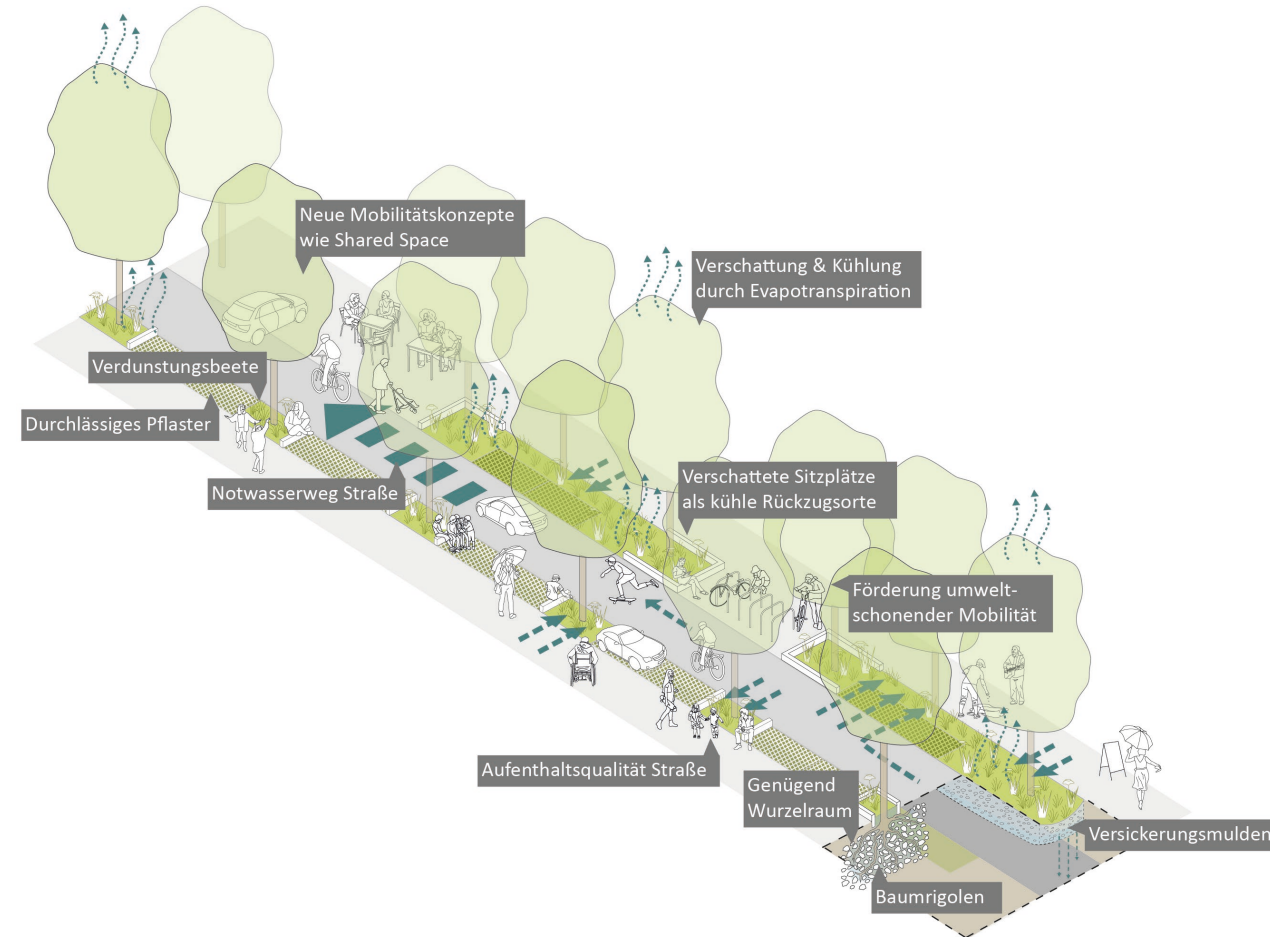 Neue Mobilitätskonzepte
wie Shared Space
Verschattung & Kühlung
durch Evapotranspiration
Verdunstungsbeete
Durchlässiges Pflaster
Notwasserweg Straße
Verschattete Sitzplätze
als kühle Rückzugsorte
Förderung umwelt-
schonender Mobilität
Aufenthaltsqualität Straße
Genügend
Wurzelraum
Versickerungsmulden
Baumrigolen